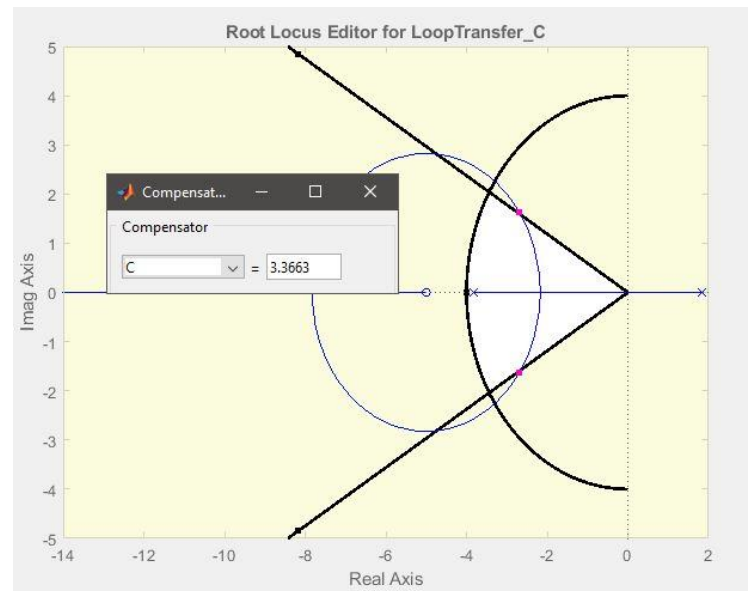 Root Locus Editor for LoopTransfer_C
5
4
3
2
1
0
-1
-2
-3
-4
-5
Imag Axis
Compensat...
Compensator
C = 3.3663
-14 -12 -10 -8 -6 -4 -2 0 2
Real Axis